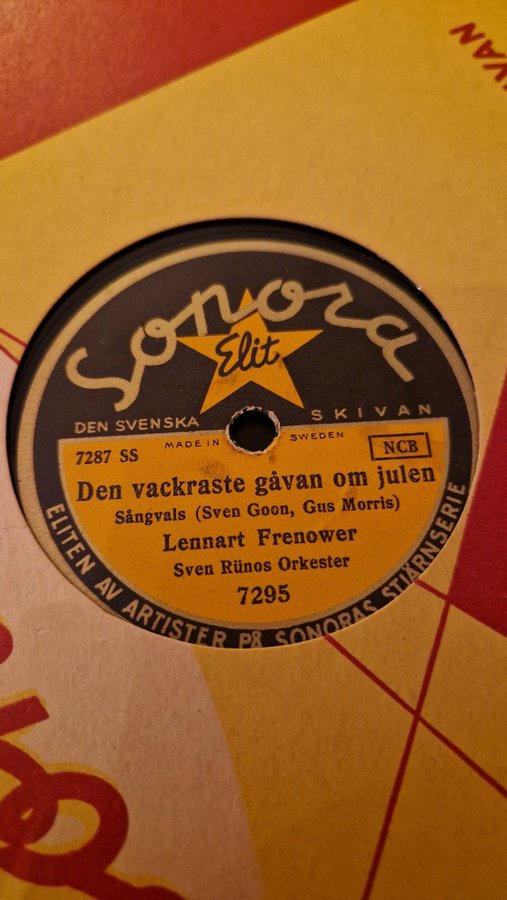 SKIVAN
Sonora
Elit
DEN SVENSKA SKIVAN
MADE IN SWEDEN
7287 SS NCB
Den vackraste gåvan om julen
Sångvals (Sven Goon, Gus Morris)
Lennart Frenower
Sven Rünos Orkester
7295
ELITEN AV ARTISTER PÅ SONORAS STJÄRNSERIE